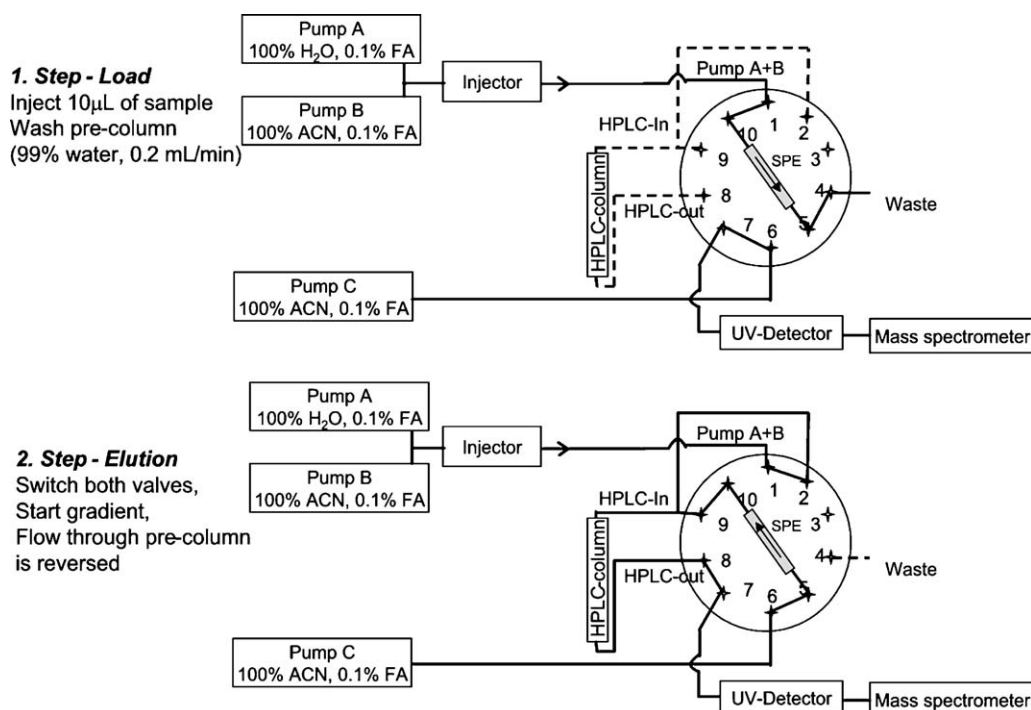 1. Step - Load
Inject 10µL of sample
Wash pre-column
(99% water, 0.2 mL/min)
Pump A
100% H₂O, 0.1% FA
Pump B
100% ACN, 0.1% FA
Injector
Pump A+B
HPLC-In
HPLC-column
HPLC-out
1
2
3
4
5
6
7
8
9
10
SPE
Waste
Pump C
100% ACN, 0.1% FA
UV-Detector
Mass spectrometer
2. Step - Elution
Switch both valves,
Start gradient,
Flow through pre-column
is reversed
Pump A
100% H₂O, 0.1% FA
Pump B
100% ACN, 0.1% FA
Injector
Pump A+B
HPLC-In
HPLC-column
HPLC-out
1
2
3
4
5
6
7
8
9
10
SPE
Waste
Pump C
100% ACN, 0.1% FA
UV-Detector
Mass spectrometer